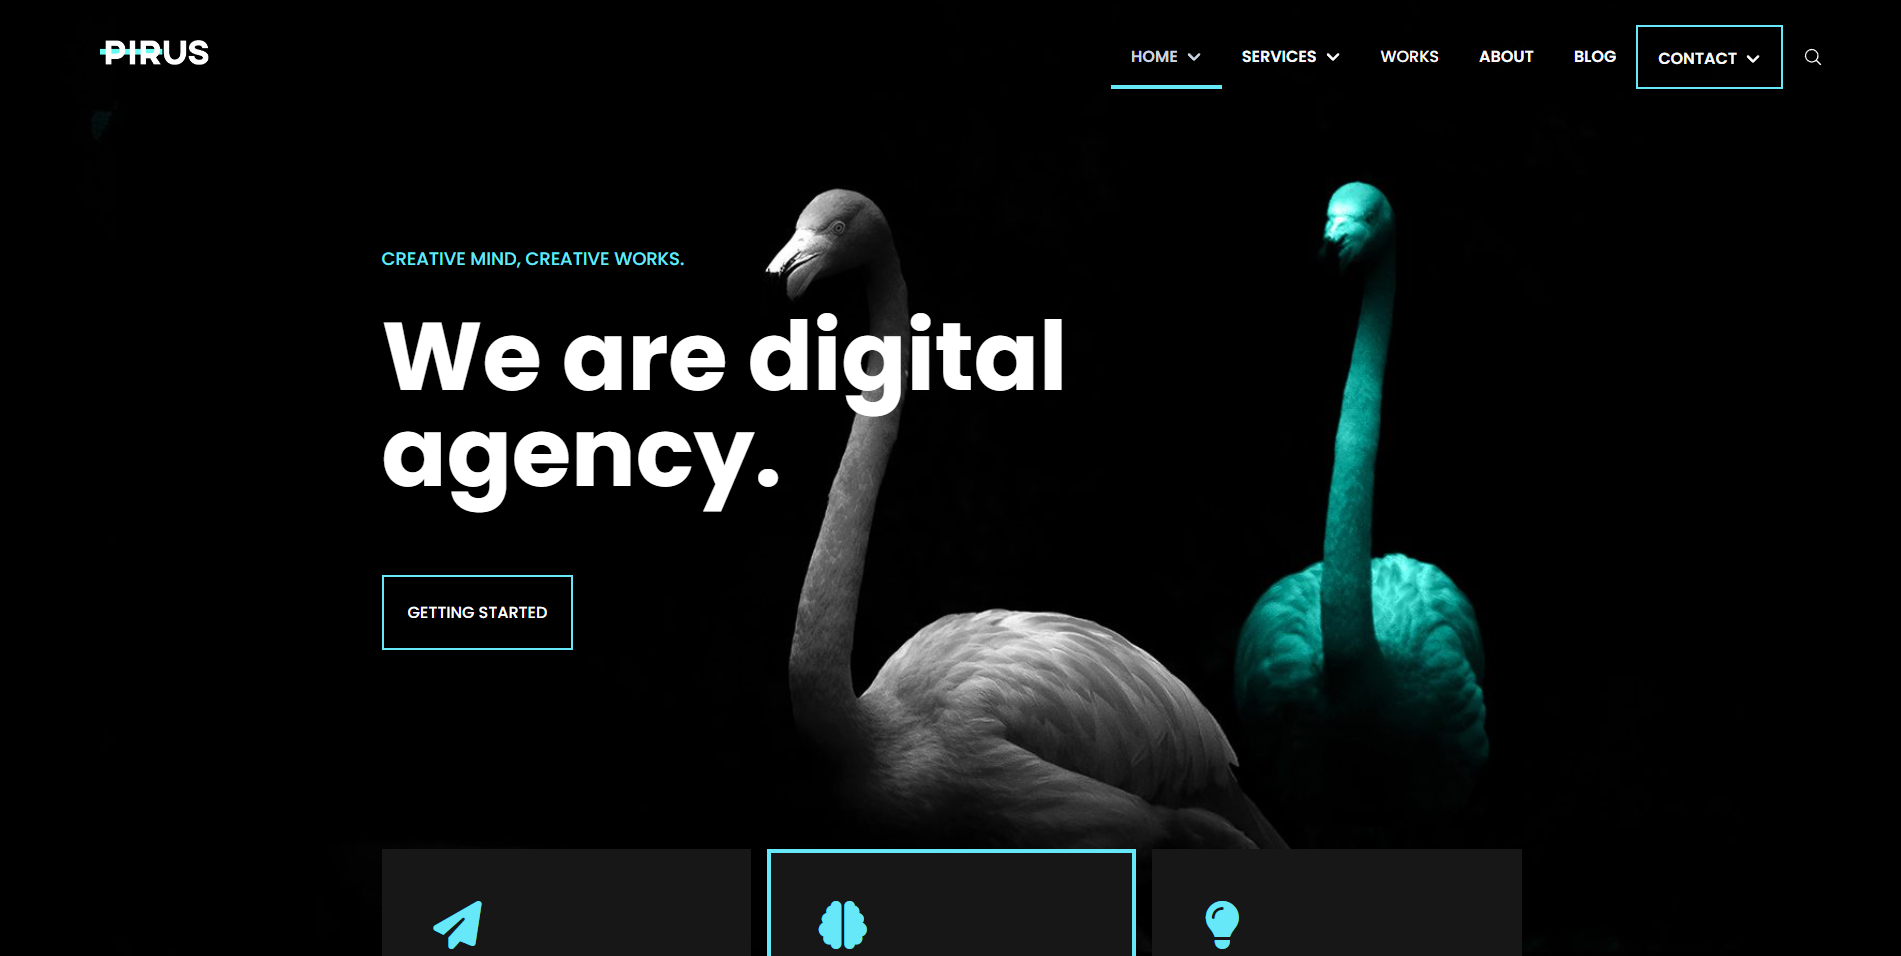 PIRUS
HOME
SERVICES
WORKS
ABOUT
BLOG
CONTACT
CREATIVE MIND, CREATIVE WORKS.
We are digital
agency.
GETTING STARTED